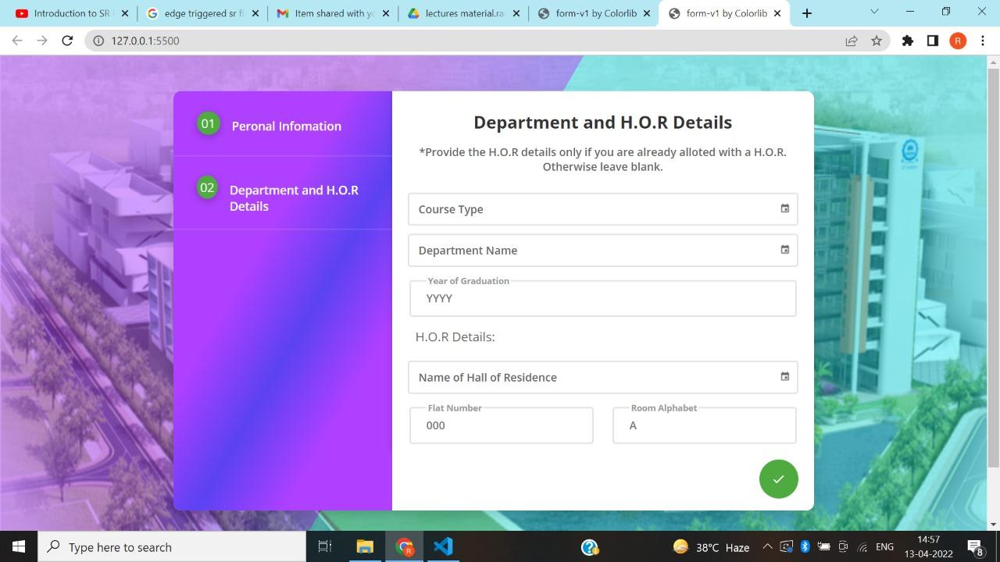 Introduction to SR
edge triggered sr fl
Item shared with yo
lectures material.ra
form-v1 by Colorlib
form-v1 by Colorlib
127.0.0.1:5500
R
01 Peronal Infomation
02 Department and H.O.R
Details
Department and H.O.R Details
*Provide the H.O.R details only if you are already alloted with a H.O.R.
Otherwise leave blank.
Course Type
Department Name
Year of Graduation
YYYY
H.O.R Details:
Name of Hall of Residence
Flat Number
000
Room Alphabet
A
Type here to search
R
38°C Haze
ENG
14:57
13-04-2022
8